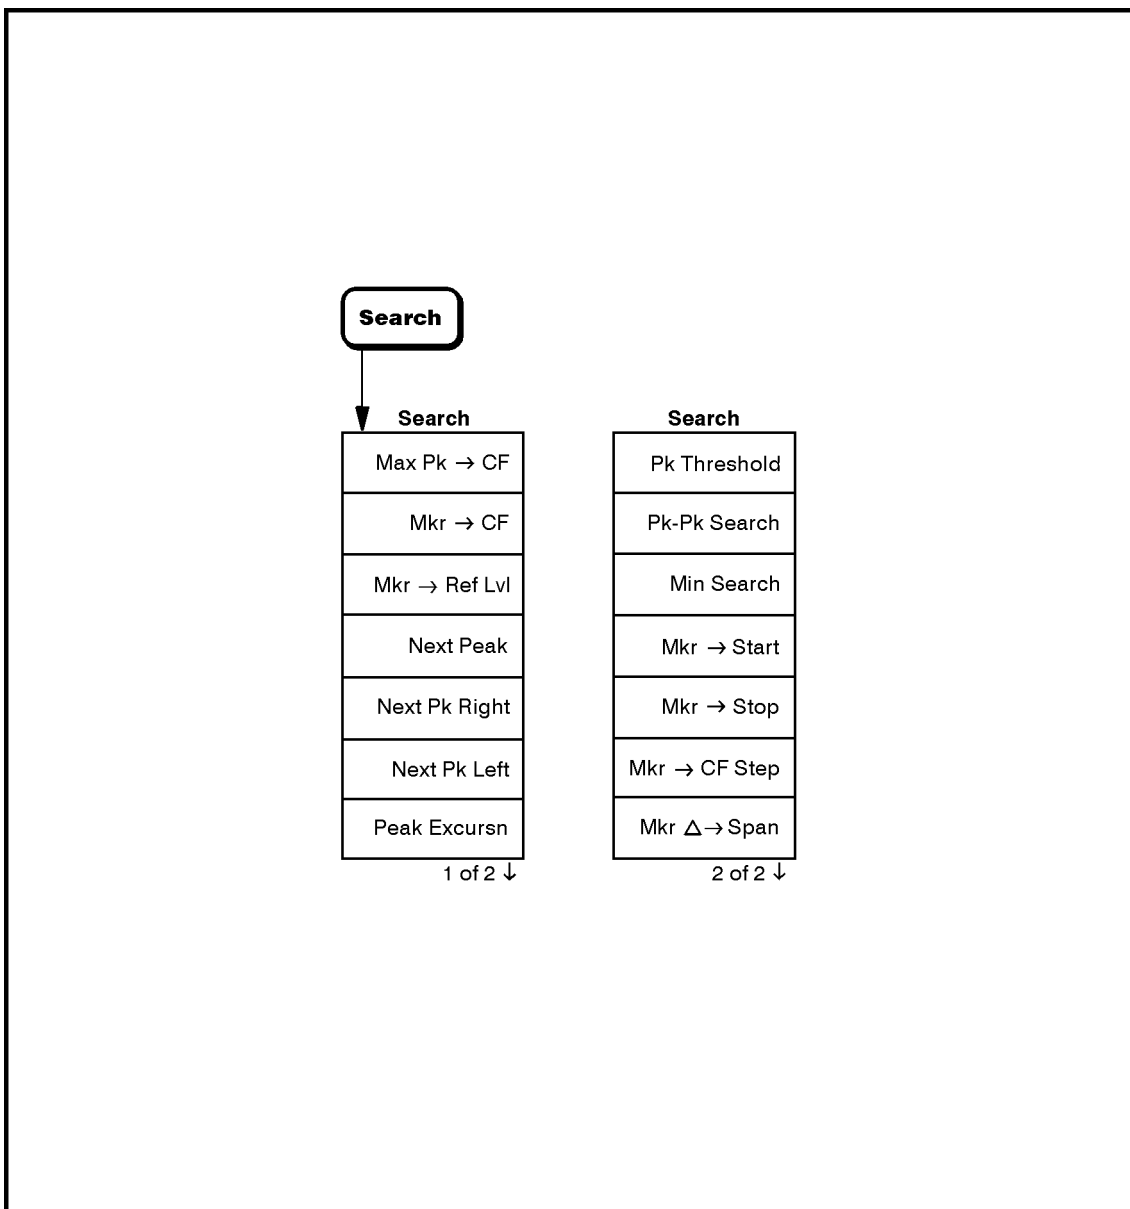 Search
Search
Max Pk → CF
Mkr → CF
Mkr → Ref Lvl
Next Peak
Next Pk Right
Next Pk Left
Peak Excursn
1 of 2 ↓
Search
Pk Threshold
Pk-Pk Search
Min Search
Mkr → Start
Mkr → Stop
Mkr → CF Step
Mkr Δ → Span
2 of 2 ↓